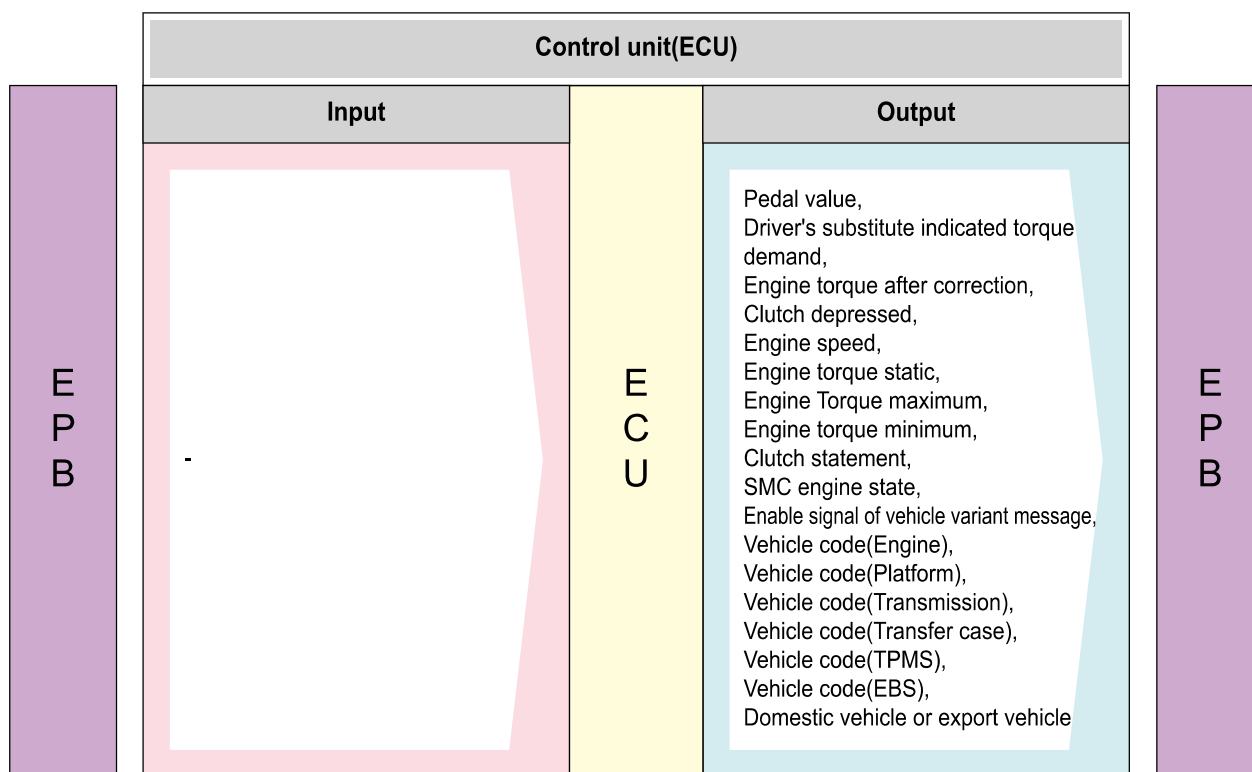 Control unit(ECU)
Input
Output
E
P
B
-
E
C
U
Pedal value,
Driver's substitute indicated torque
demand,
Engine torque after correction,
Clutch depressed,
Engine speed,
Engine torque static,
Engine Torque maximum,
Engine torque minimum,
Clutch statement,
SMC engine state,
Enable signal of vehicle variant message,
Vehicle code(Engine),
Vehicle code(Platform),
Vehicle code(Transmission),
Vehicle code(Transfer case),
Vehicle code(TPMS),
Vehicle code(EBS),
Domestic vehicle or export vehicle
E
P
B